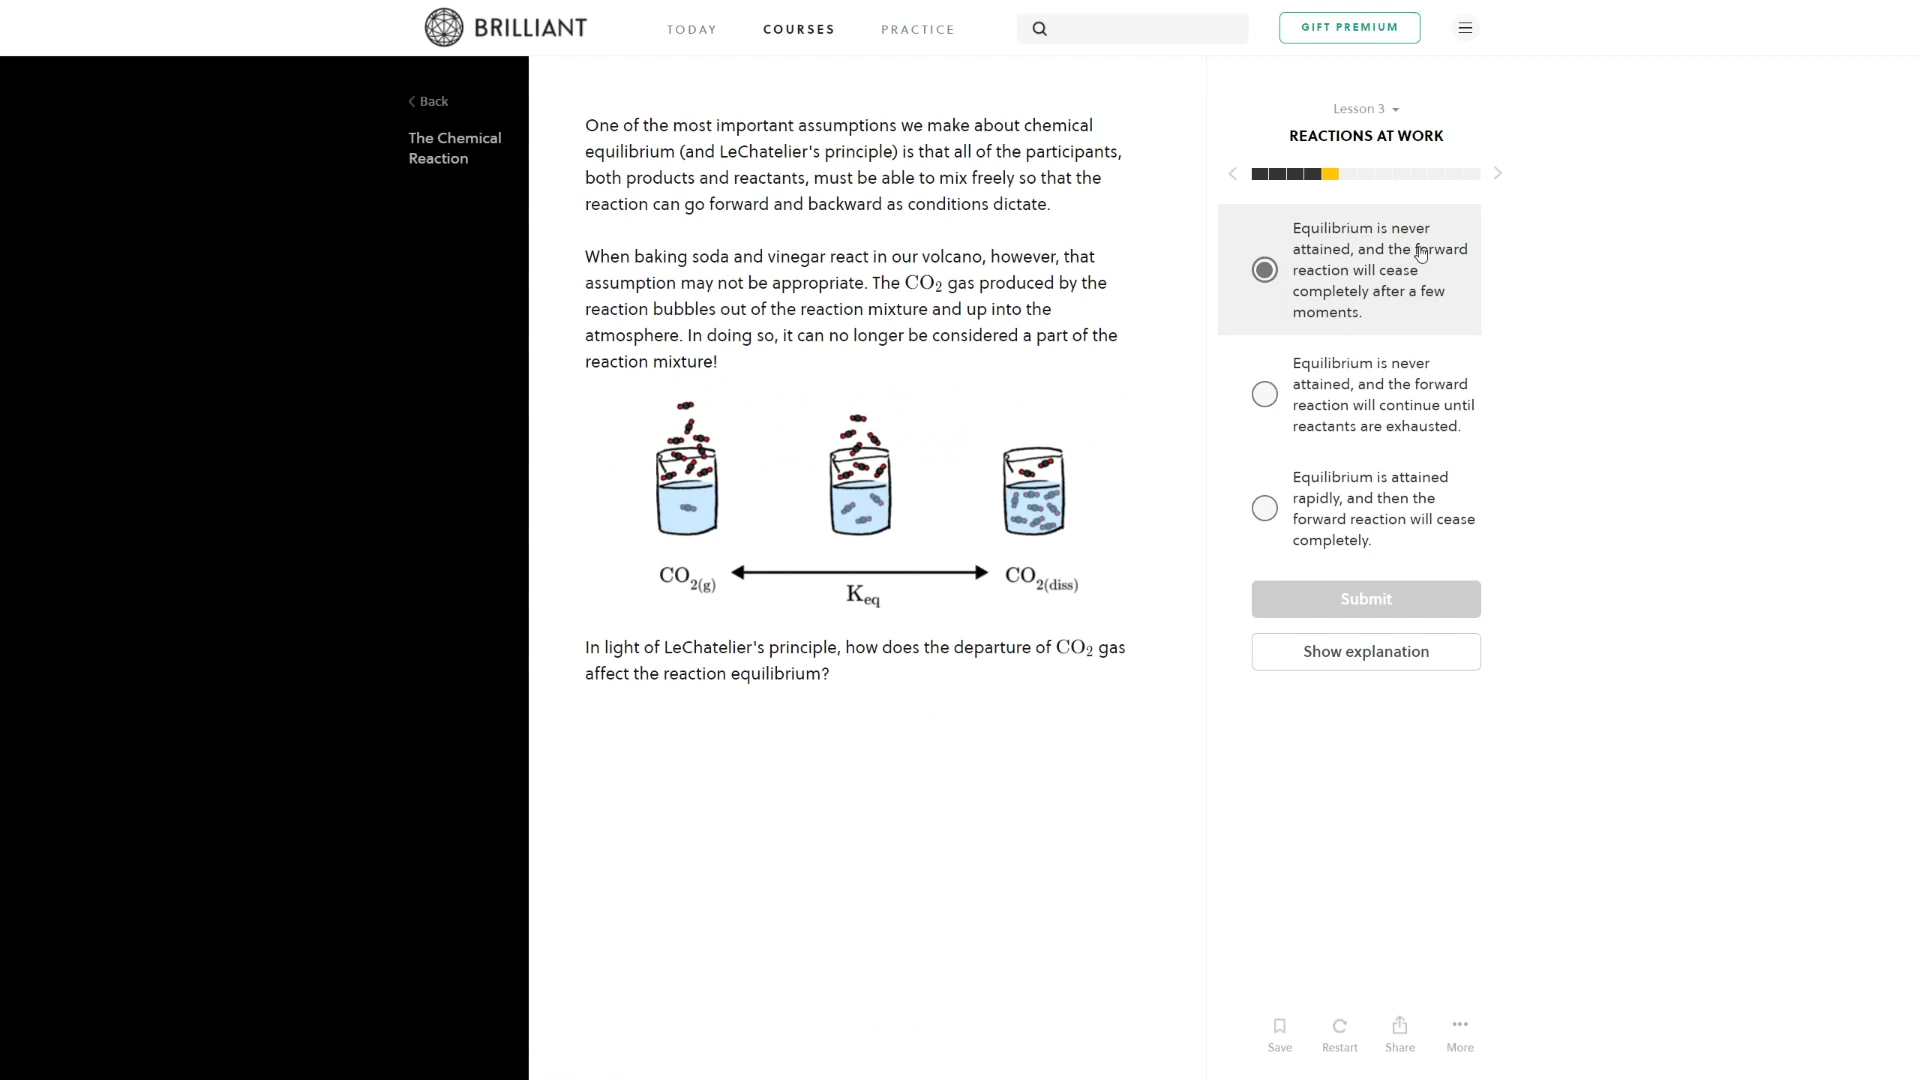 BRILLIANT
TODAY
COURSES
PRACTICE
GIFT PREMIUM
Back
The Chemical
Reaction
One of the most important assumptions we make about chemical
equilibrium (and LeChatelier's principle) is that all of the participants,
both products and reactants, must be able to mix freely so that the
reaction can go forward and backward as conditions dictate.
When baking soda and vinegar react in our volcano, however, that
assumption may not be appropriate. The CO₂ gas produced by the
reaction bubbles out of the reaction mixture and up into the
atmosphere. In doing so, it can no longer be considered a part of the
reaction mixture!
CO₂(g)
Keq
CO₂(diss)
In light of LeChatelier's principle, how does the departure of CO₂ gas
affect the reaction equilibrium?
Lesson 3
REACTIONS AT WORK
Equilibrium is never
attained, and the forward
reaction will cease
completely after a few
moments.
Equilibrium is never
attained, and the forward
reaction will continue until
reactants are exhausted.
Equilibrium is attained
rapidly, and then the
forward reaction will cease
completely.
Submit
Show explanation
Save
Restart
Share
More